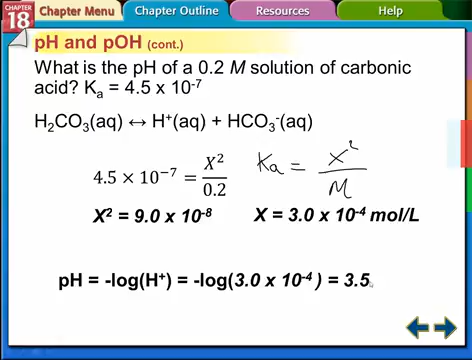 CHAPTER 18 Chapter Menu Chapter Outline Resources Help
pH and pOH (cont.)
What is the pH of a 0.2 M solution of carbonic
acid? Kₐ = 4.5 x 10⁻⁷
H₂CO₃(aq) ↔ H⁺(aq) + HCO₃⁻(aq)
4.5 × 10⁻⁷ = X²/0.2 Ka = x²/M
X² = 9.0 x 10⁻⁸ X = 3.0 x 10⁻⁴ mol/L
pH = -log(H⁺) = -log(3.0 x 10⁻⁴ ) = 3.5